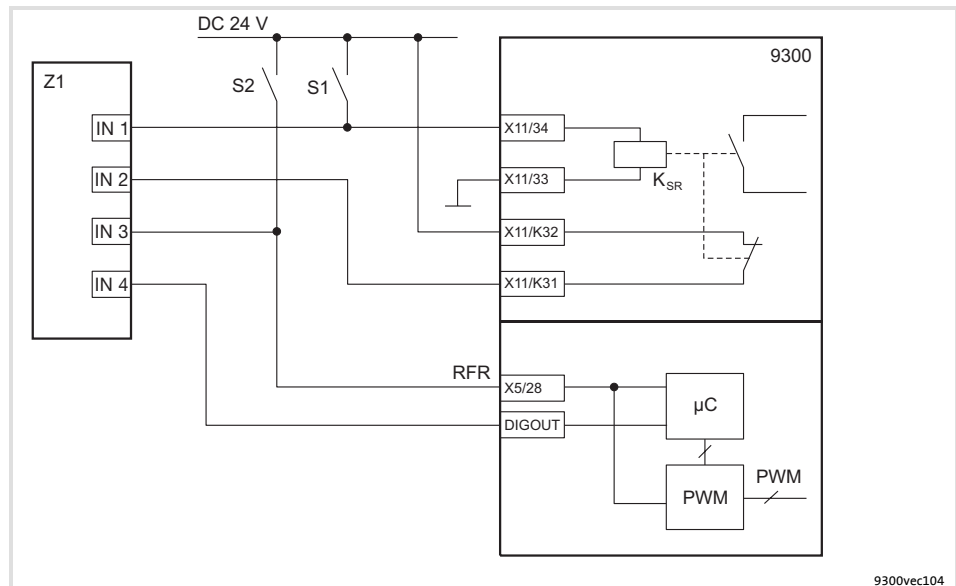 DC 24 V
9300
Z1
S2
S1
IN 1
X11/34
IN 2
X11/33
K_SR
IN 3
X11/K32
IN 4
X11/K31
RFR
X5/28
µC
DIGOUT
PWM
PWM
9300vec104